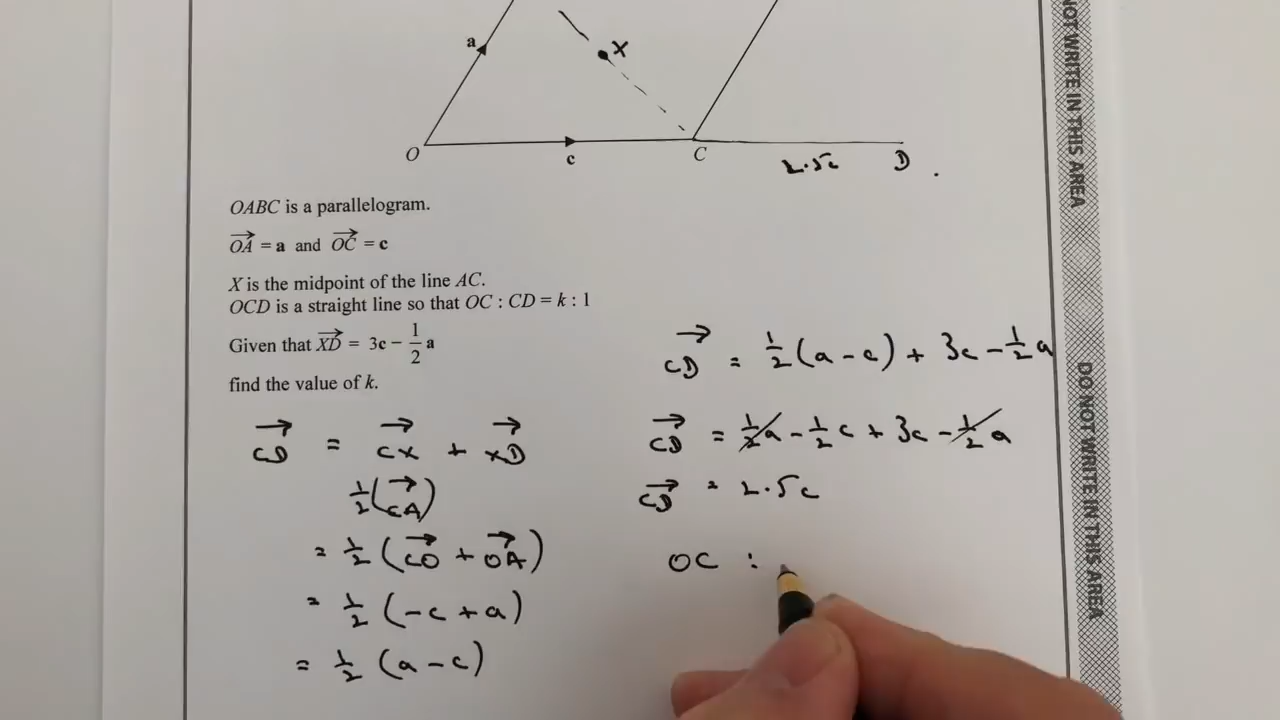 a
X
O
c
C
2.5c
D
OABC is a parallelogram.
OA = a and OC = c
X is the midpoint of the line AC.
OCD is a straight line so that OC : CD = k : 1
Given that XD = 3c − 1/2 a
find the value of k.
CD = CX + XD
1/2(CA)
= 1/2 (CO + OA)
= 1/2 (-c + a)
= 1/2 (a - c)
CD = 1/2(a - c) + 3c - 1/2 a
CD = 1/2 a - 1/2 c + 3c - 1/2 a
CD = 2.5c
OC :
NOT WRITE IN THIS AREA
DO NOT WRITE IN THIS AREA